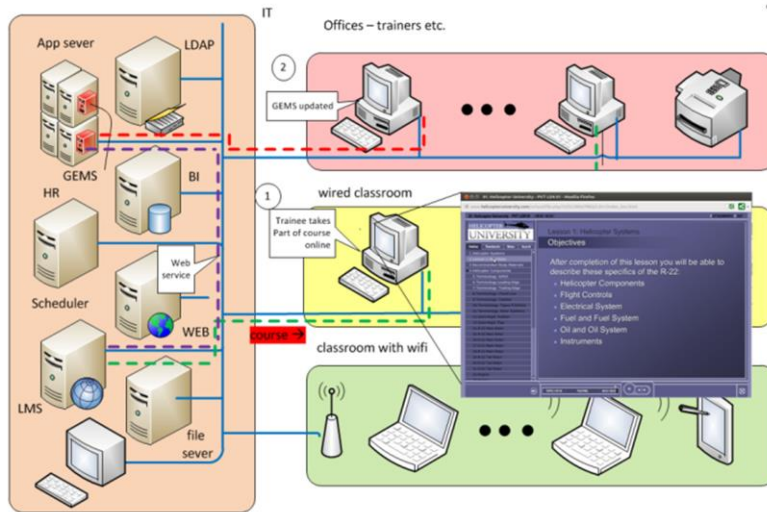 IT
Offices – trainers etc.
App sever
LDAP
2
GEMS updated
GEMS
HR
BI
1
wired classroom
Trainee takes
Part of course
online
Web
service
Scheduler
WEB
course →
classroom with wifi
LMS
file
sever
HELICOPTER
UNIVERSITY
Lesson 1: Helicopter Systems
Objectives
After completion of this lesson you will be able to
describe these specifics of the R-22:
Helicopter Components
Flight Controls
Electrical System
Fuel and Fuel System
Oil and Oil System
Instruments